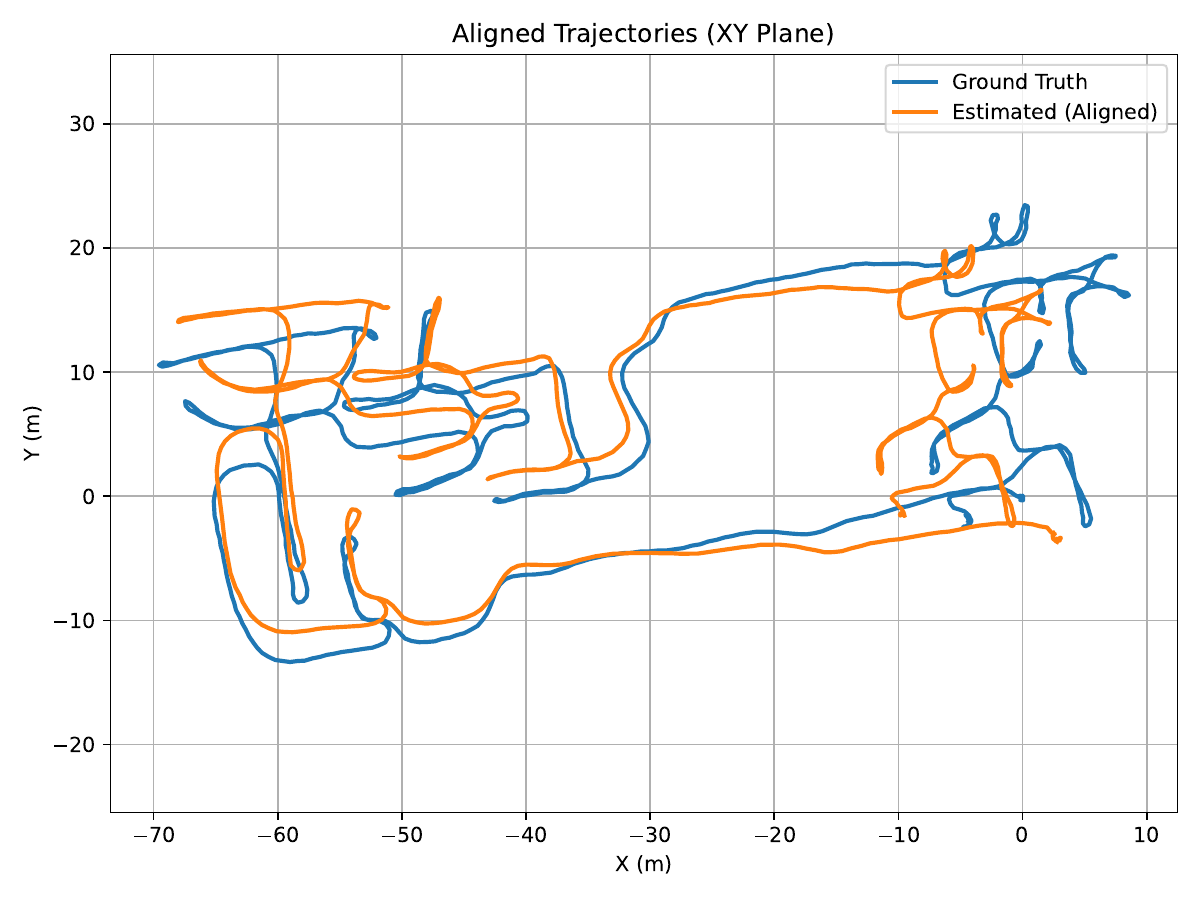 Aligned Trajectories (XY Plane)
Ground Truth
Estimated (Aligned)
30
20
10
0
−10
−20
Y (m)
−70 −60 −50 −40 −30 −20 −10 0 10
X (m)